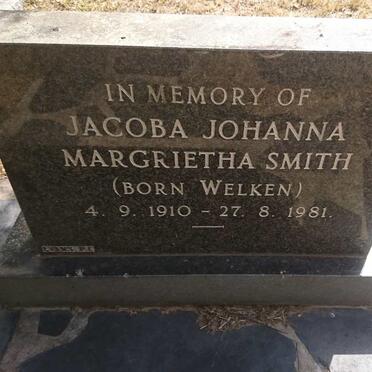 IN MEMORY OF
JACOBA JOHANNA
MARGRIETHA SMITH
(BORN WELKEN)
4. 9. 1910 – 27. 8. 1981.